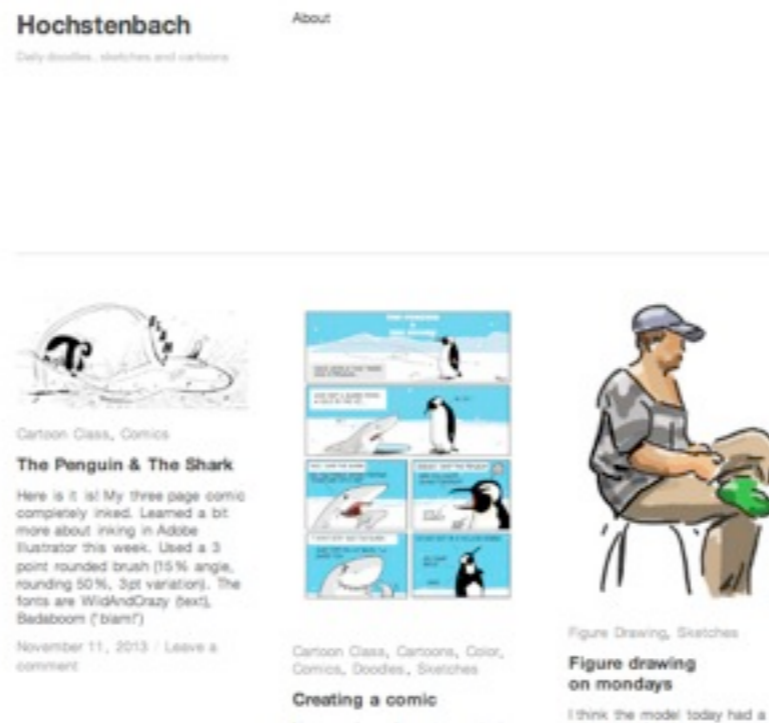 Hochstenbach
About
Daily doodles, sketches and cartoons
THE PENGUIN
&
THE SHARK
Cartoon Class, Comics
The Penguin & The Shark
Here is it is! My three page comic
completely inked. Learned a bit
more about inking in Adobe
Illustrator this week. Used a 3
point rounded brush (15% angle,
rounding 50%, 3pt variation). The
fonts are WildAndCrazy (text),
Badaboom ('blam!')
November 11, 2013 / Leave a
comment
Cartoon Class, Cartoons, Color,
Comics, Doodles, Sketches
Creating a comic
Figure Drawing, Sketches
Figure drawing
on mondays
I think the model today had a